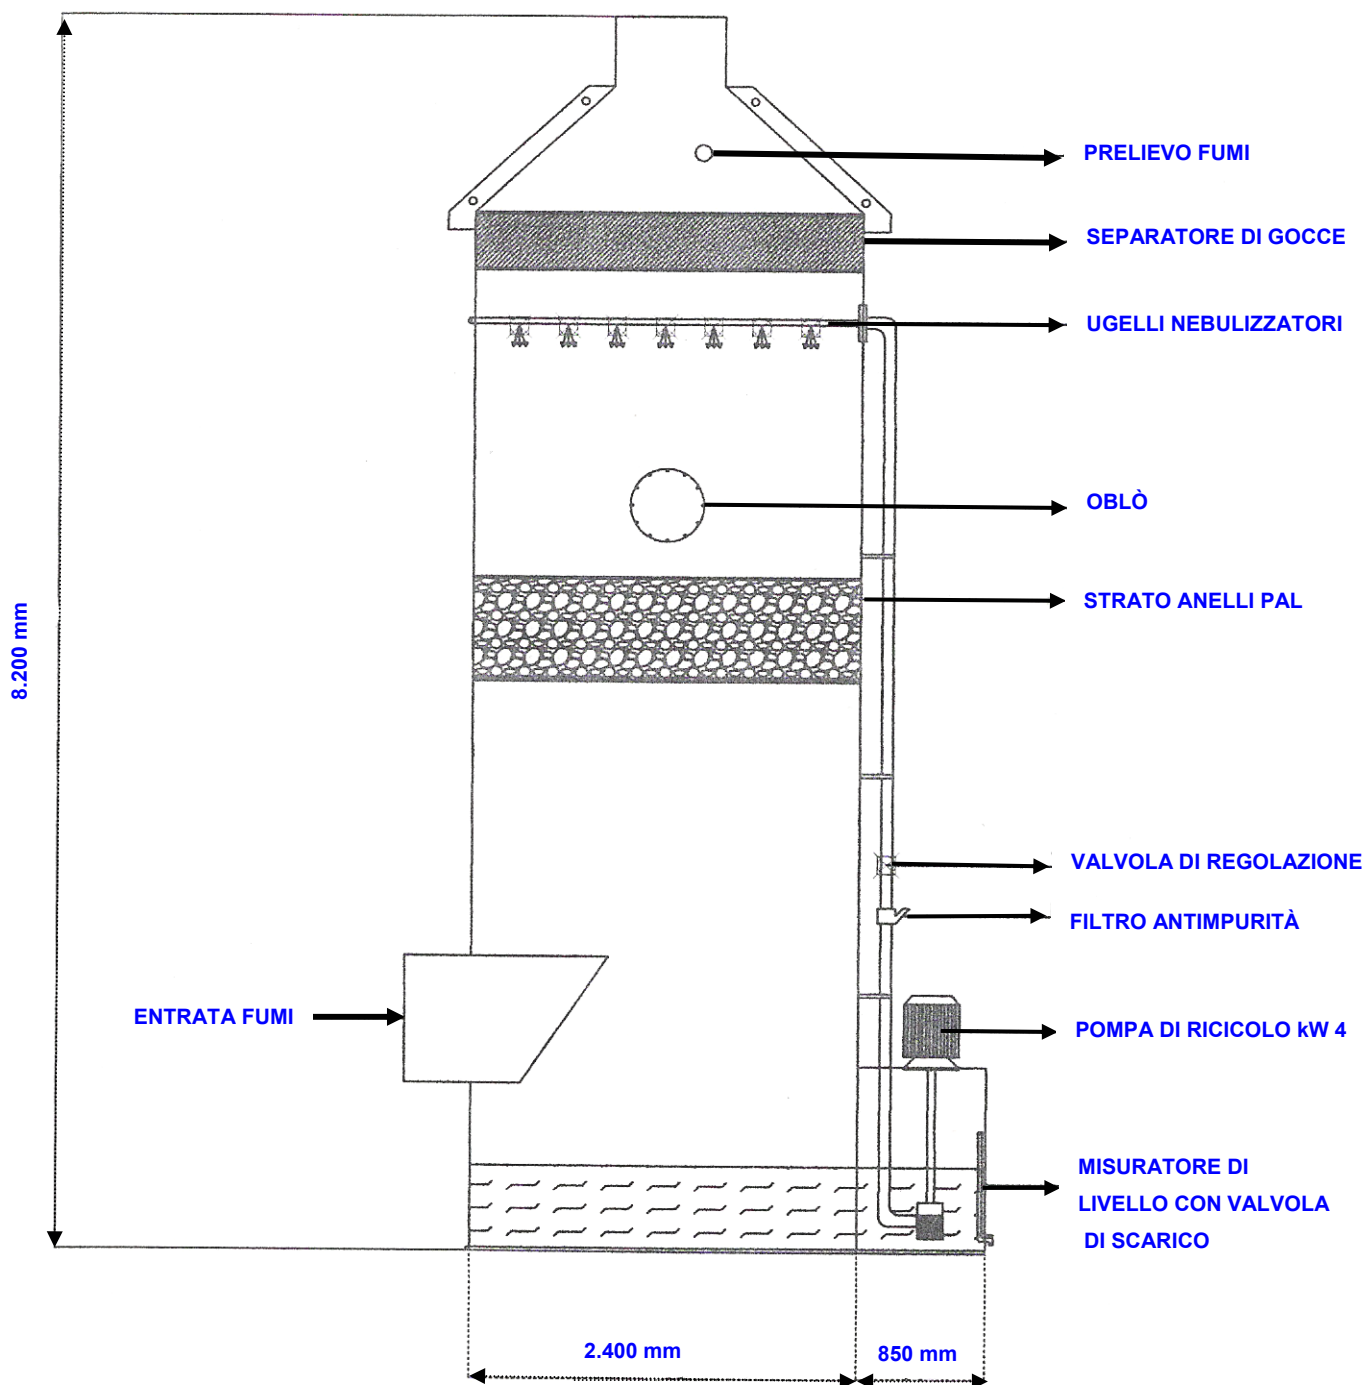 PRELIEVO FUMI
SEPARATORE DI GOCCE
UGELLI NEBULIZZATORI
OBLÒ
STRATO ANELLI PAL
8.200 mm
VALVOLA DI REGOLAZIONE
FILTRO ANTIMPURITÀ
ENTRATA FUMI
POMPA DI RICICOLO kW 4
MISURATORE DI
LIVELLO CON VALVOLA
DI SCARICO
2.400 mm
850 mm